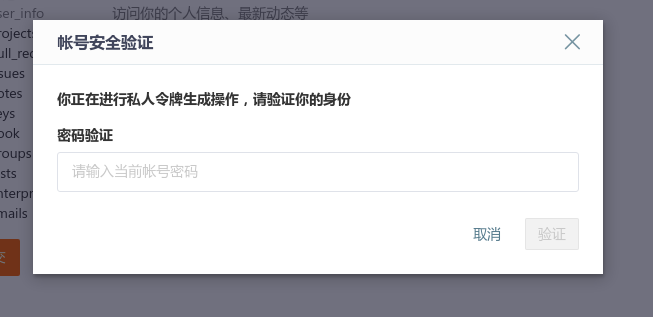 ser_info 访问你的个人信息、最新动态等
rojects
ull_rec
sues
otes
eys
ook
roups
sts
nterpr
mails
交
帐号安全验证
你正在进行私人令牌生成操作，请验证你的身份
密码验证
请输入当前帐号密码
取消 验证